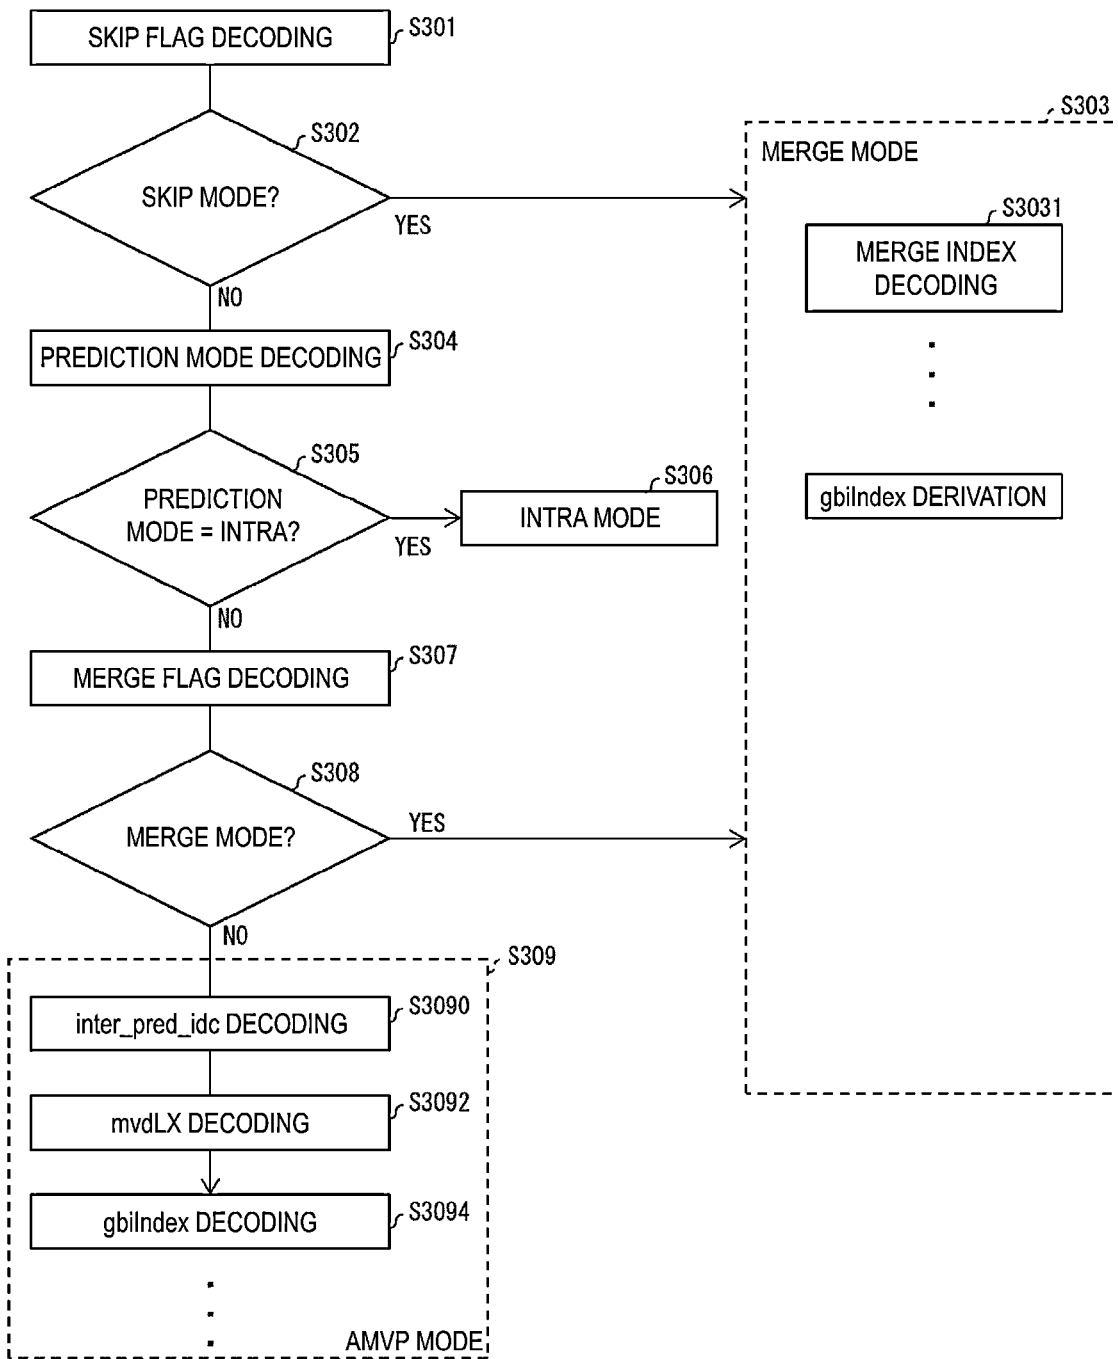 SKIP FLAG DECODING
S301
S302
SKIP MODE?
YES
NO
S303
MERGE MODE
S3031
MERGE INDEX
DECODING
gbiIndex DERIVATION
PREDICTION MODE DECODING
S304
S305
PREDICTION
MODE = INTRA?
YES
NO
S306
INTRA MODE
MERGE FLAG DECODING
S307
S308
MERGE MODE?
YES
NO
S309
inter_pred_idc DECODING
S3090
mvdLX DECODING
S3092
gbiIndex DECODING
S3094
AMVP MODE